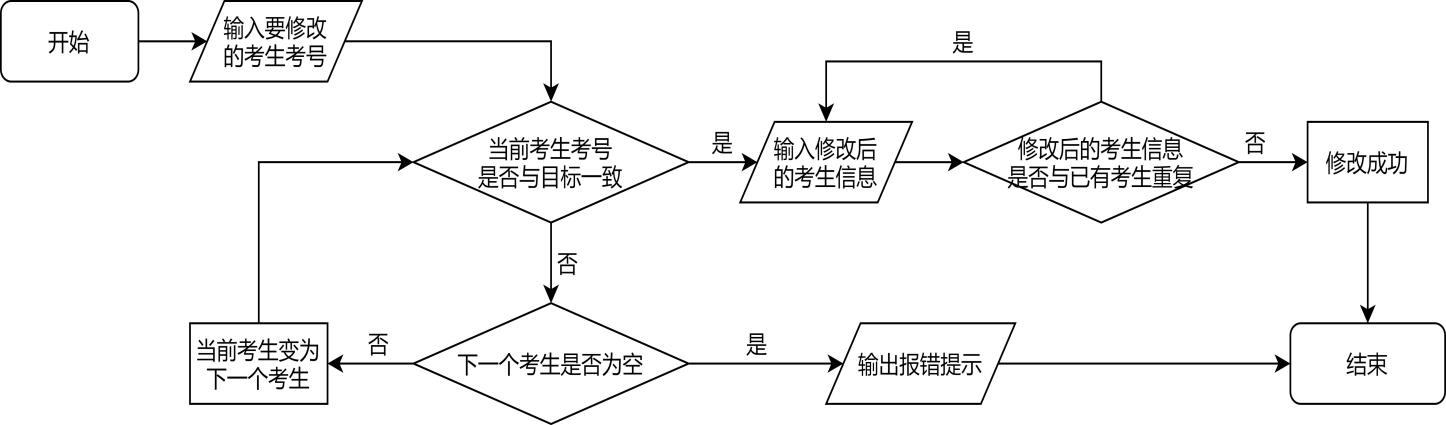 开始
输入要修改
的考生考号
当前考生考号
是否与目标一致
是
输入修改后
的考生信息
是
修改后的考生信息
是否与已有考生重复
否
修改成功
否
当前考生变为
下一个考生
否
下一个考生是否为空
是
输出报错提示
结束